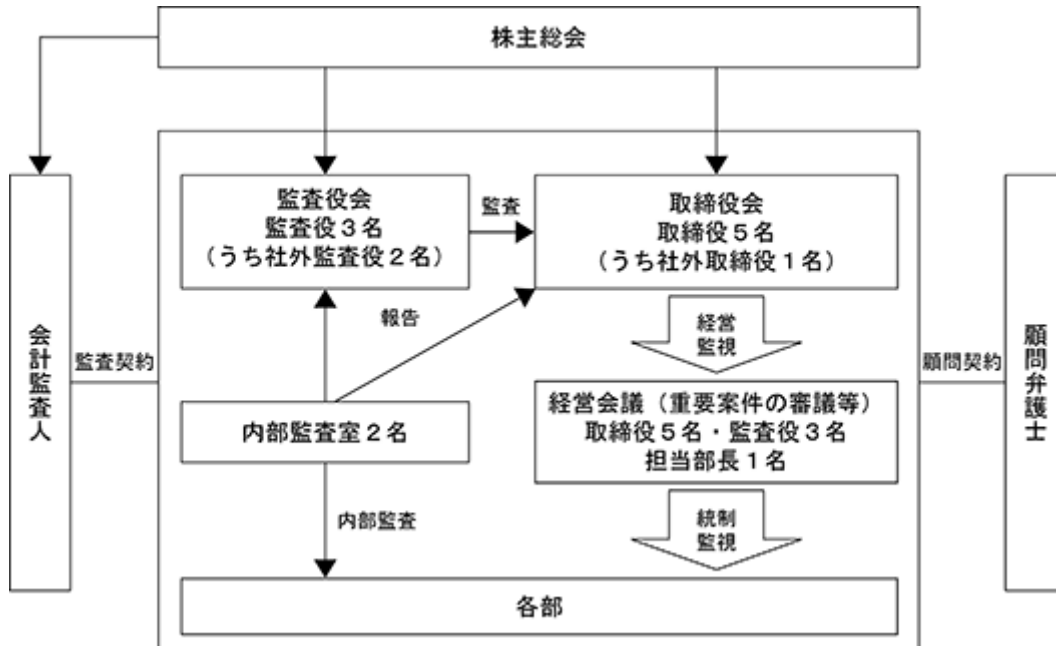 株主総会
監査役会
監査役３名
（うち社外監査役２名）
監査
取締役会
取締役５名
（うち社外取締役１名）
会計監査人
監査契約
報告
経営
監視
顧問契約
顧問弁護士
内部監査室２名
経営会議（重要案件の審議等）
取締役５名・監査役３名
担当部長１名
内部監査
統制
監視
各部